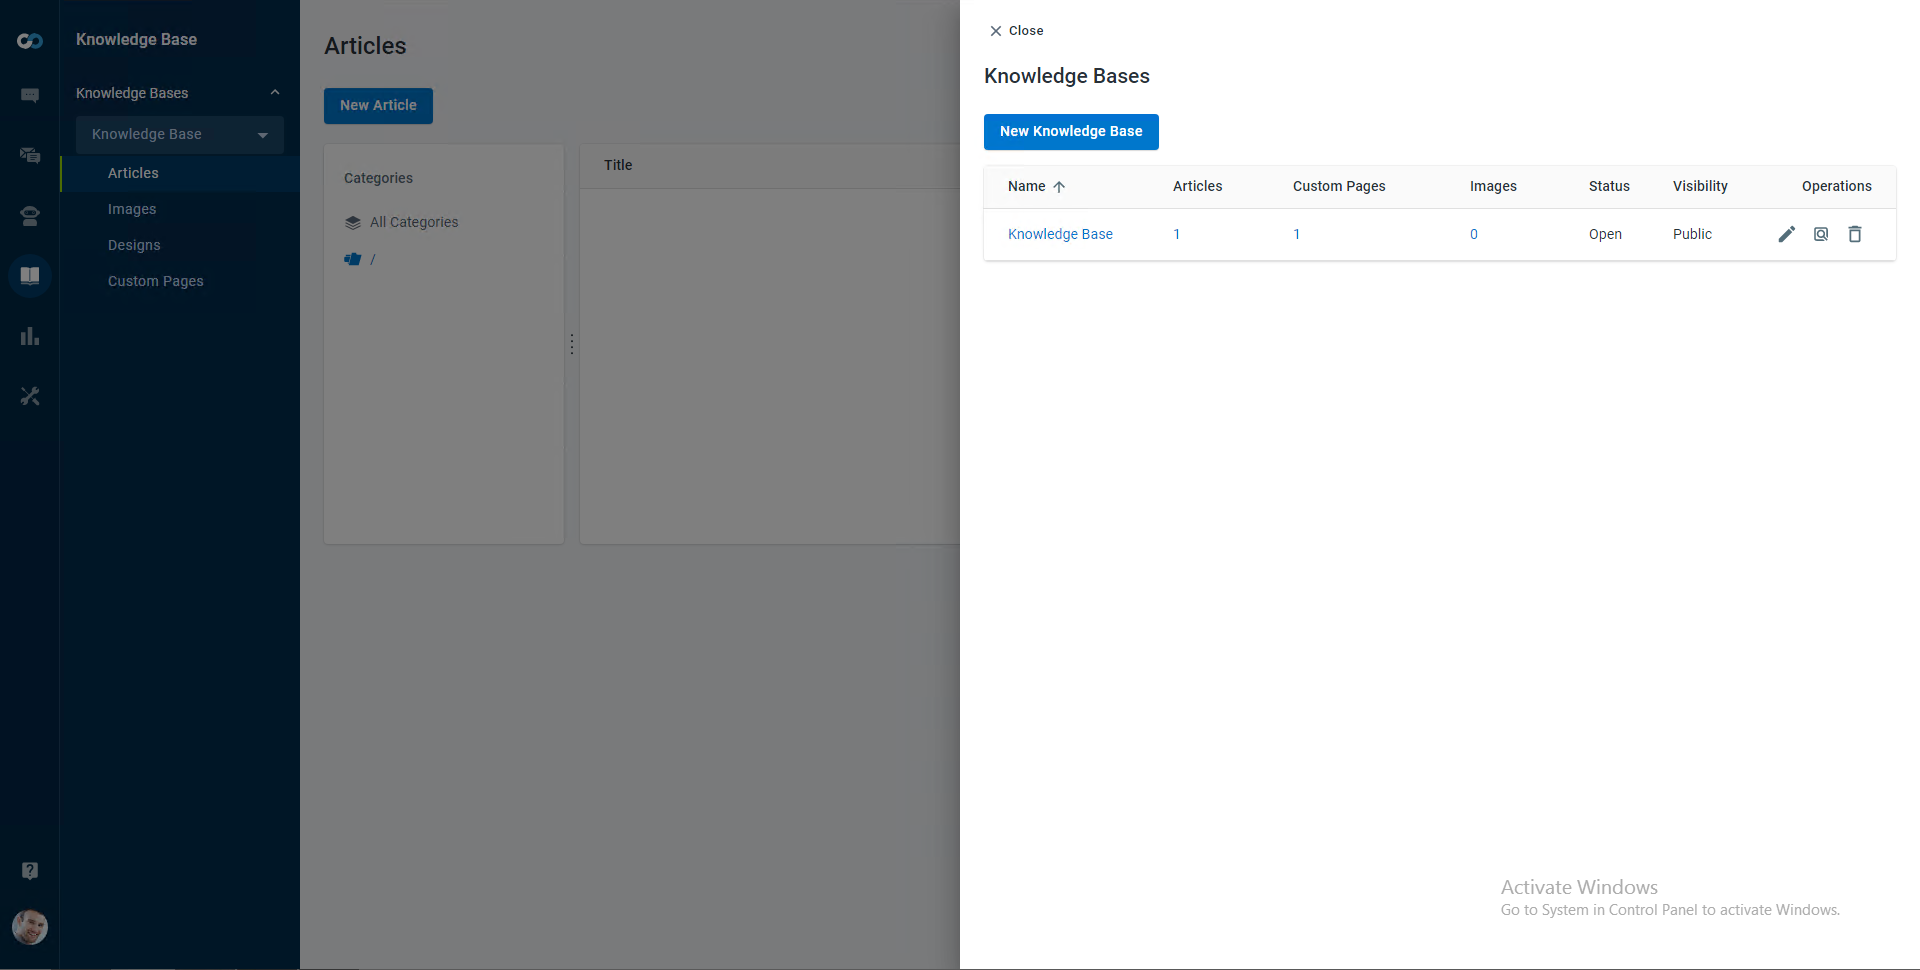 Knowledge Base
Knowledge Bases
Knowledge Base
Articles
Images
Designs
Custom Pages
Articles
New Article
Categories
All Categories
/
Title
Close
Knowledge Bases
New Knowledge Base
Name Articles Custom Pages Images Status Visibility Operations
Knowledge Base 1 1 0 Open Public
Activate Windows
Go to System in Control Panel to activate Windows.